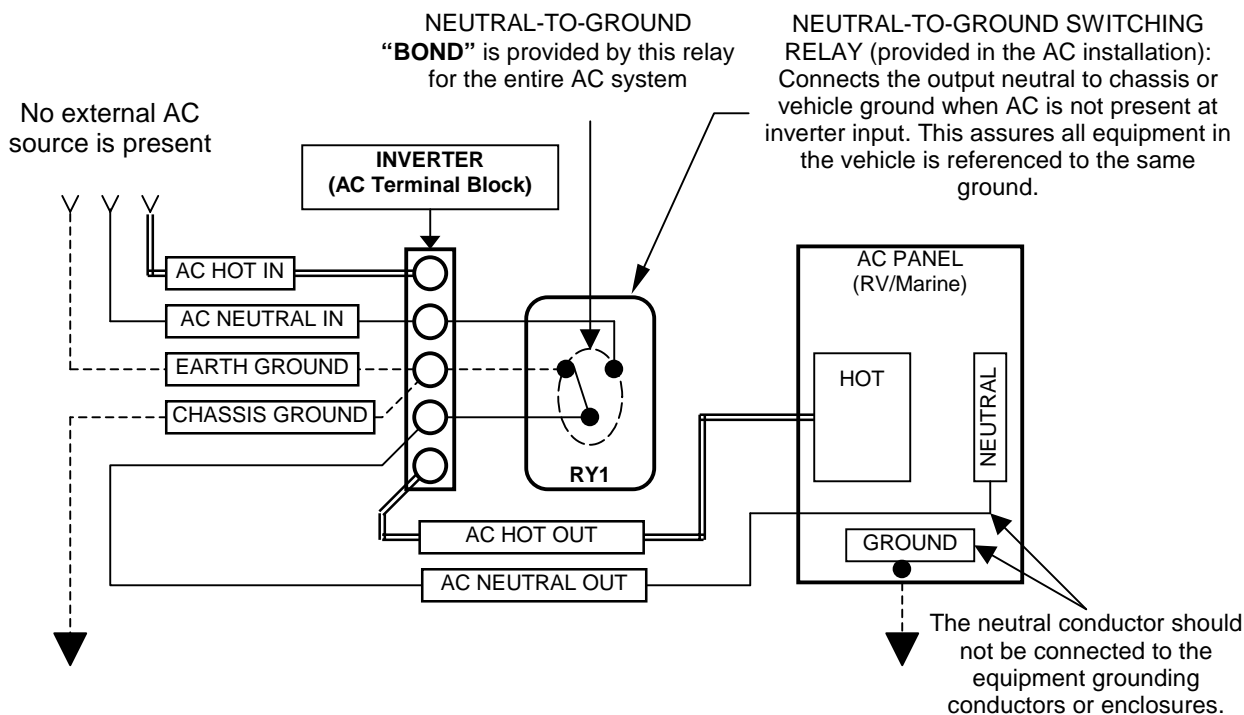 NEUTRAL-TO-GROUND
“BOND” is provided by this relay
for the entire AC system
NEUTRAL-TO-GROUND SWITCHING
RELAY (provided in the AC installation):
Connects the output neutral to chassis or
vehicle ground when AC is not present at
inverter input. This assures all equipment in
the vehicle is referenced to the same
ground.
No external AC
source is present
INVERTER
(AC Terminal Block)
AC HOT IN
AC NEUTRAL IN
EARTH GROUND
CHASSIS GROUND
RY1
AC PANEL
(RV/Marine)
HOT
NEUTRAL
GROUND
AC HOT OUT
AC NEUTRAL OUT
The neutral conductor should
not be connected to the
equipment grounding
conductors or enclosures.